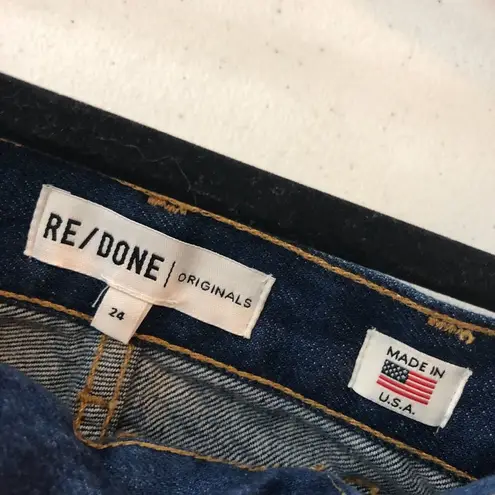 RE/DONE | ORIGINALS
24
MADE IN
U.S.A.